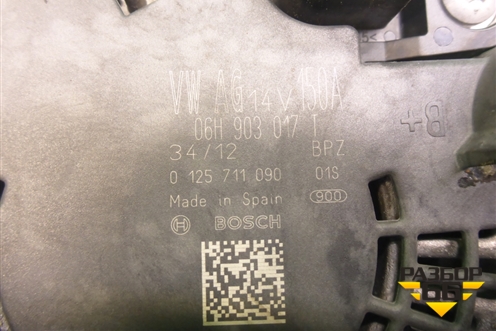 VW AG 14V 150A
06H 903 017 T
34/12 BPZ
0 125 711 090 01S
Made in Spain 900
BOSCH
B+
РАЗБОР
06